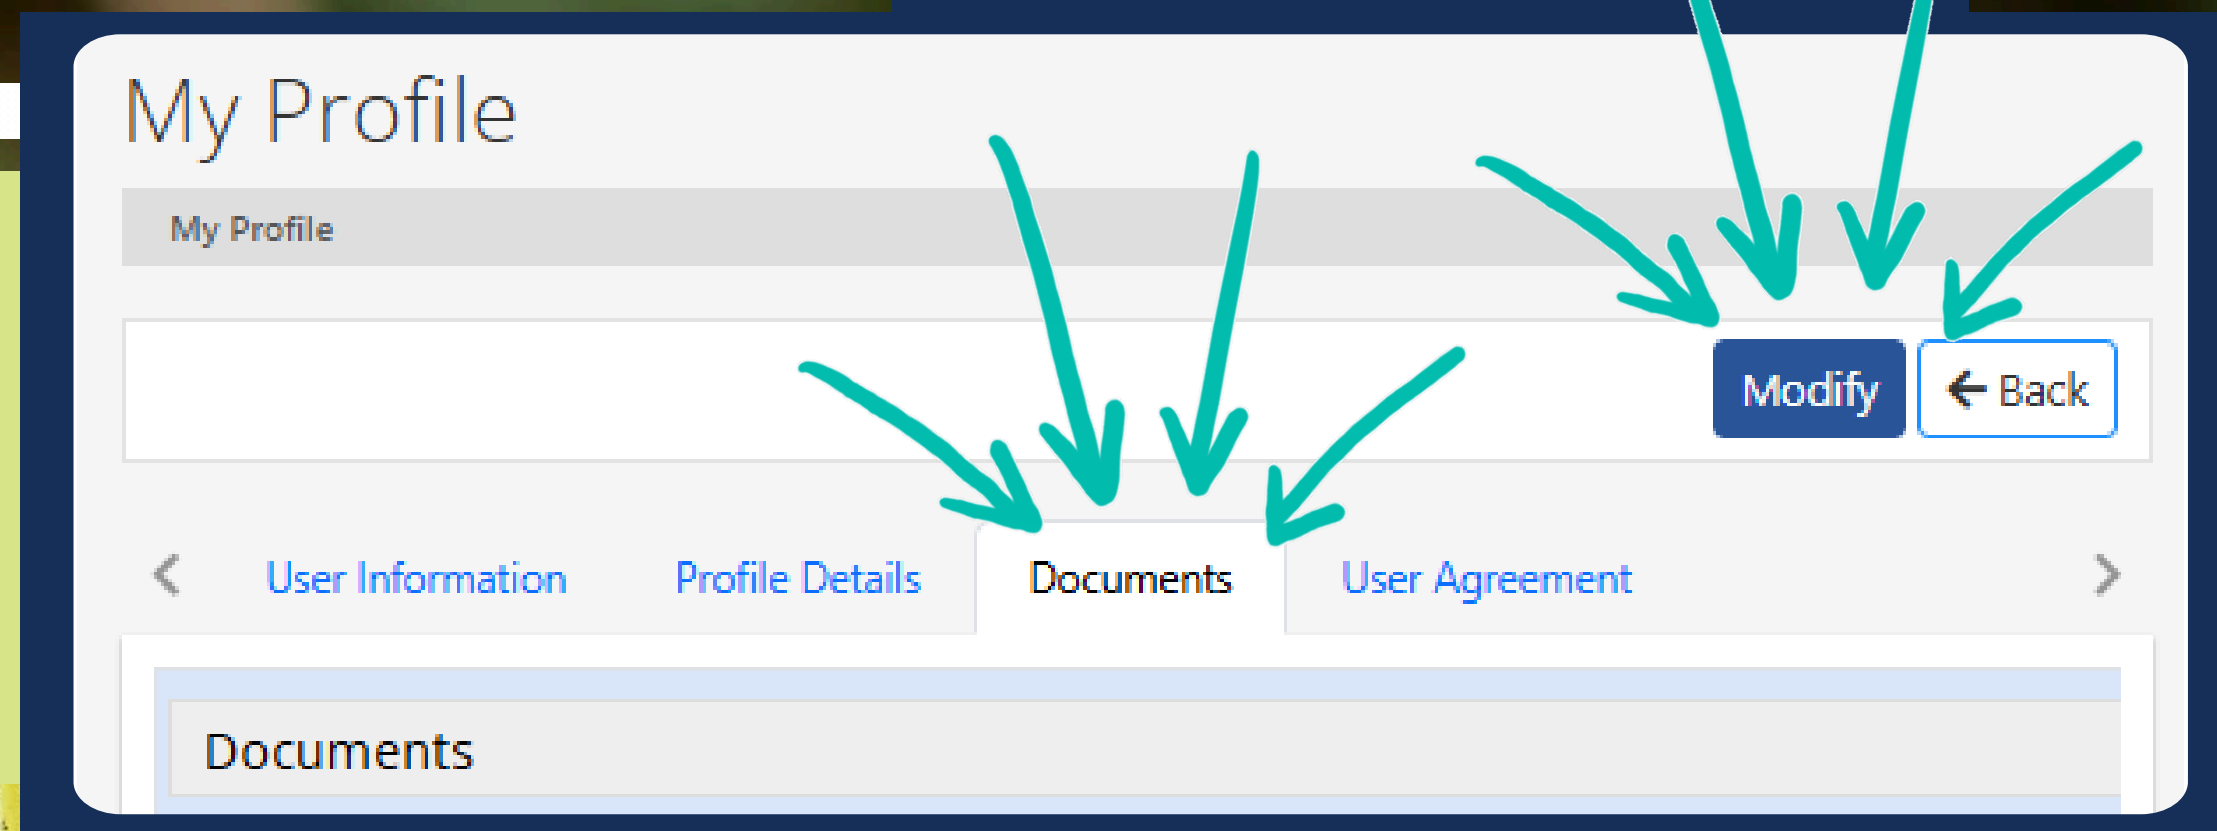 My Profile
My Profile
Modify
← Back
User Information
Profile Details
Documents
User Agreement
Documents